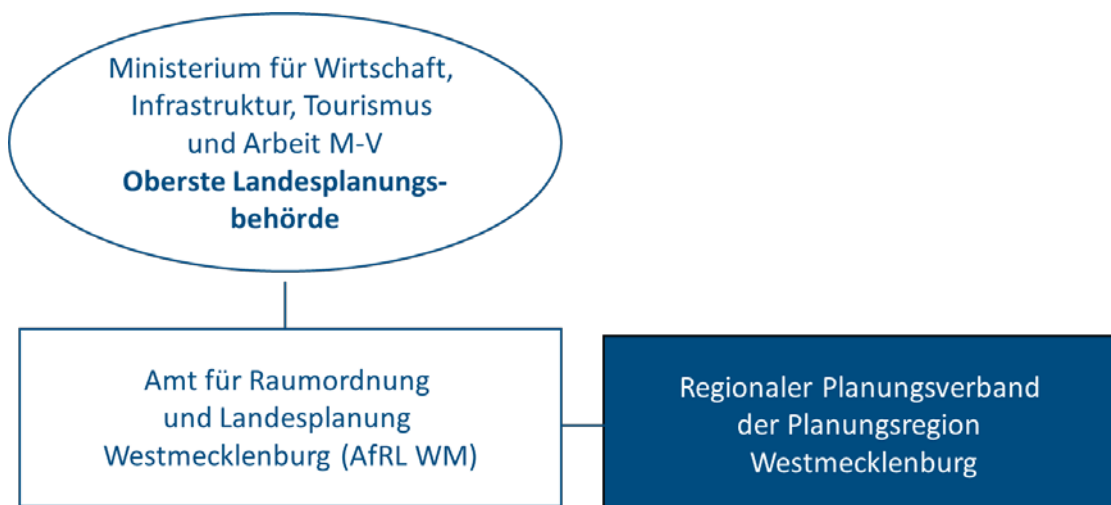 Ministerium für Wirtschaft,
Infrastruktur, Tourismus
und Arbeit M-V
Oberste Landesplanungs-
behörde
Amt für Raumordnung
und Landesplanung
Westmecklenburg (AfRL WM)
Regionaler Planungsverband
der Planungsregion
Westmecklenburg